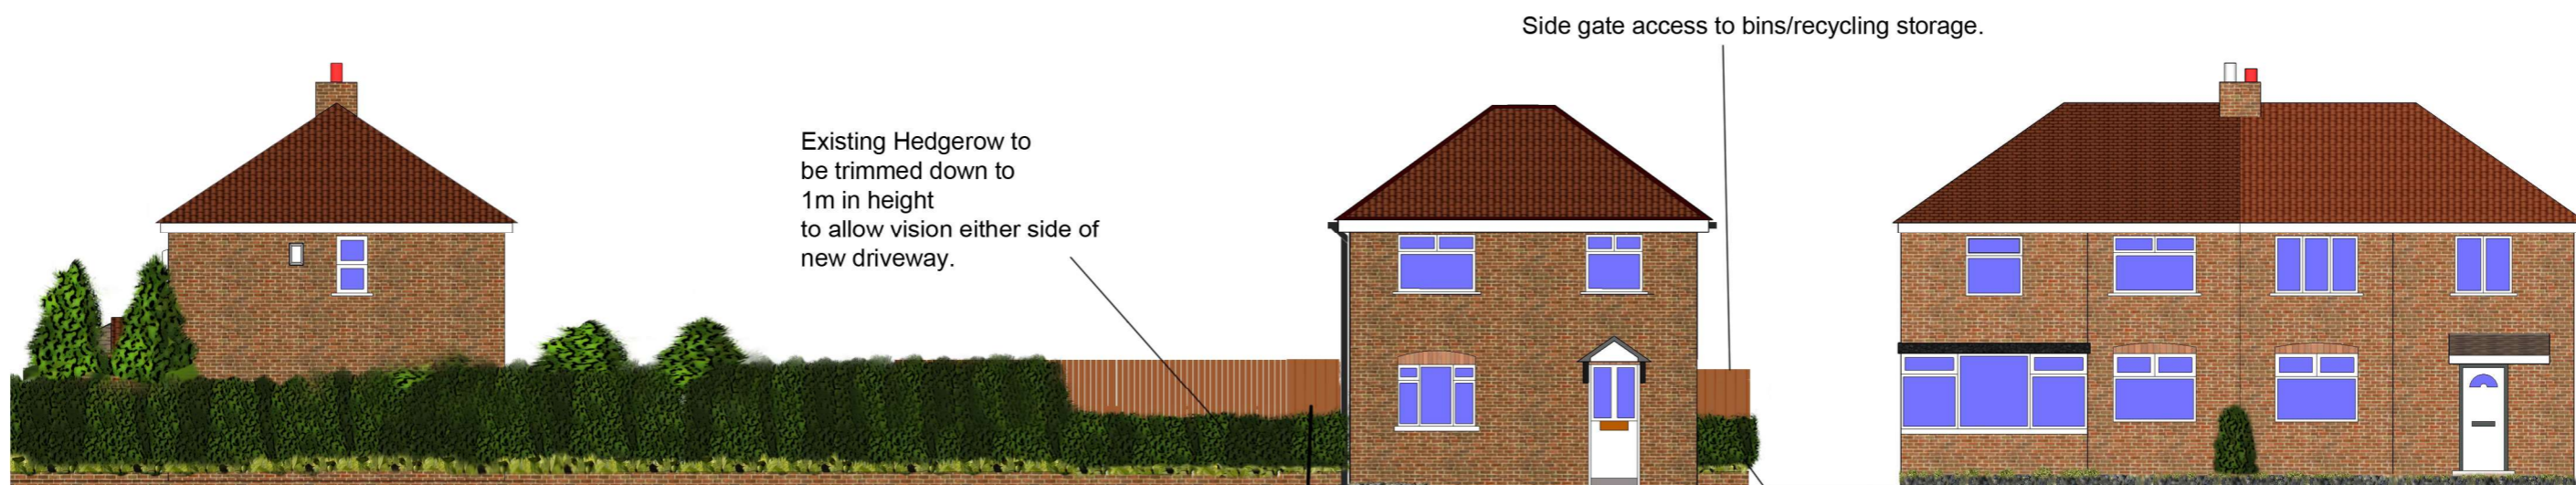 Side gate access to bins/recycling storage.
Existing Hedgerow to
be trimmed down to
1m in height
to allow vision either side of
new driveway.